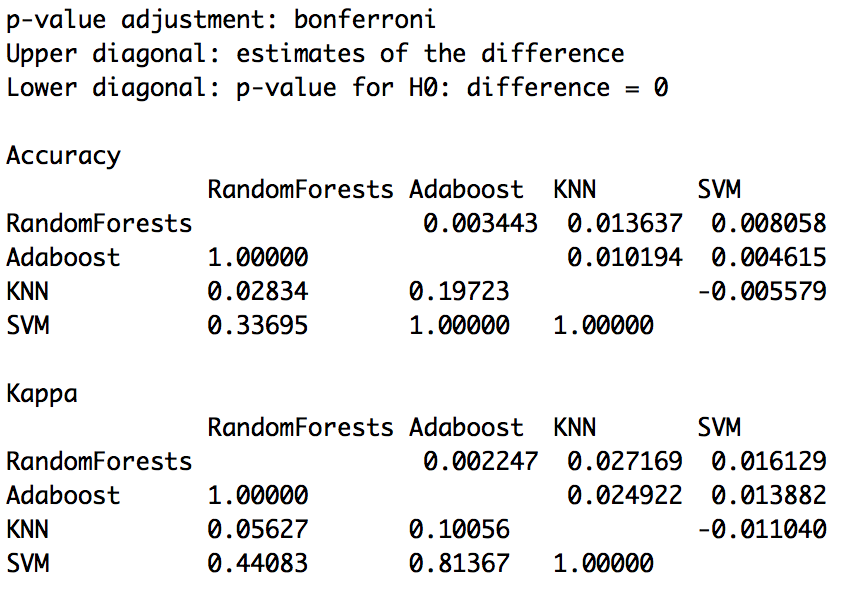 p-value adjustment: bonferroni
Upper diagonal: estimates of the difference
Lower diagonal: p-value for H0: difference = 0
Accuracy
RandomForests Adaboost KNN SVM
RandomForests 0.003443 0.013637 0.008058
Adaboost 1.00000 0.010194 0.004615
KNN 0.02834 0.19723 -0.005579
SVM 0.33695 1.00000 1.00000
Kappa
RandomForests Adaboost KNN SVM
RandomForests 0.002247 0.027169 0.016129
Adaboost 1.00000 0.024922 0.013882
KNN 0.05627 0.10056 -0.011040
SVM 0.44083 0.81367 1.00000